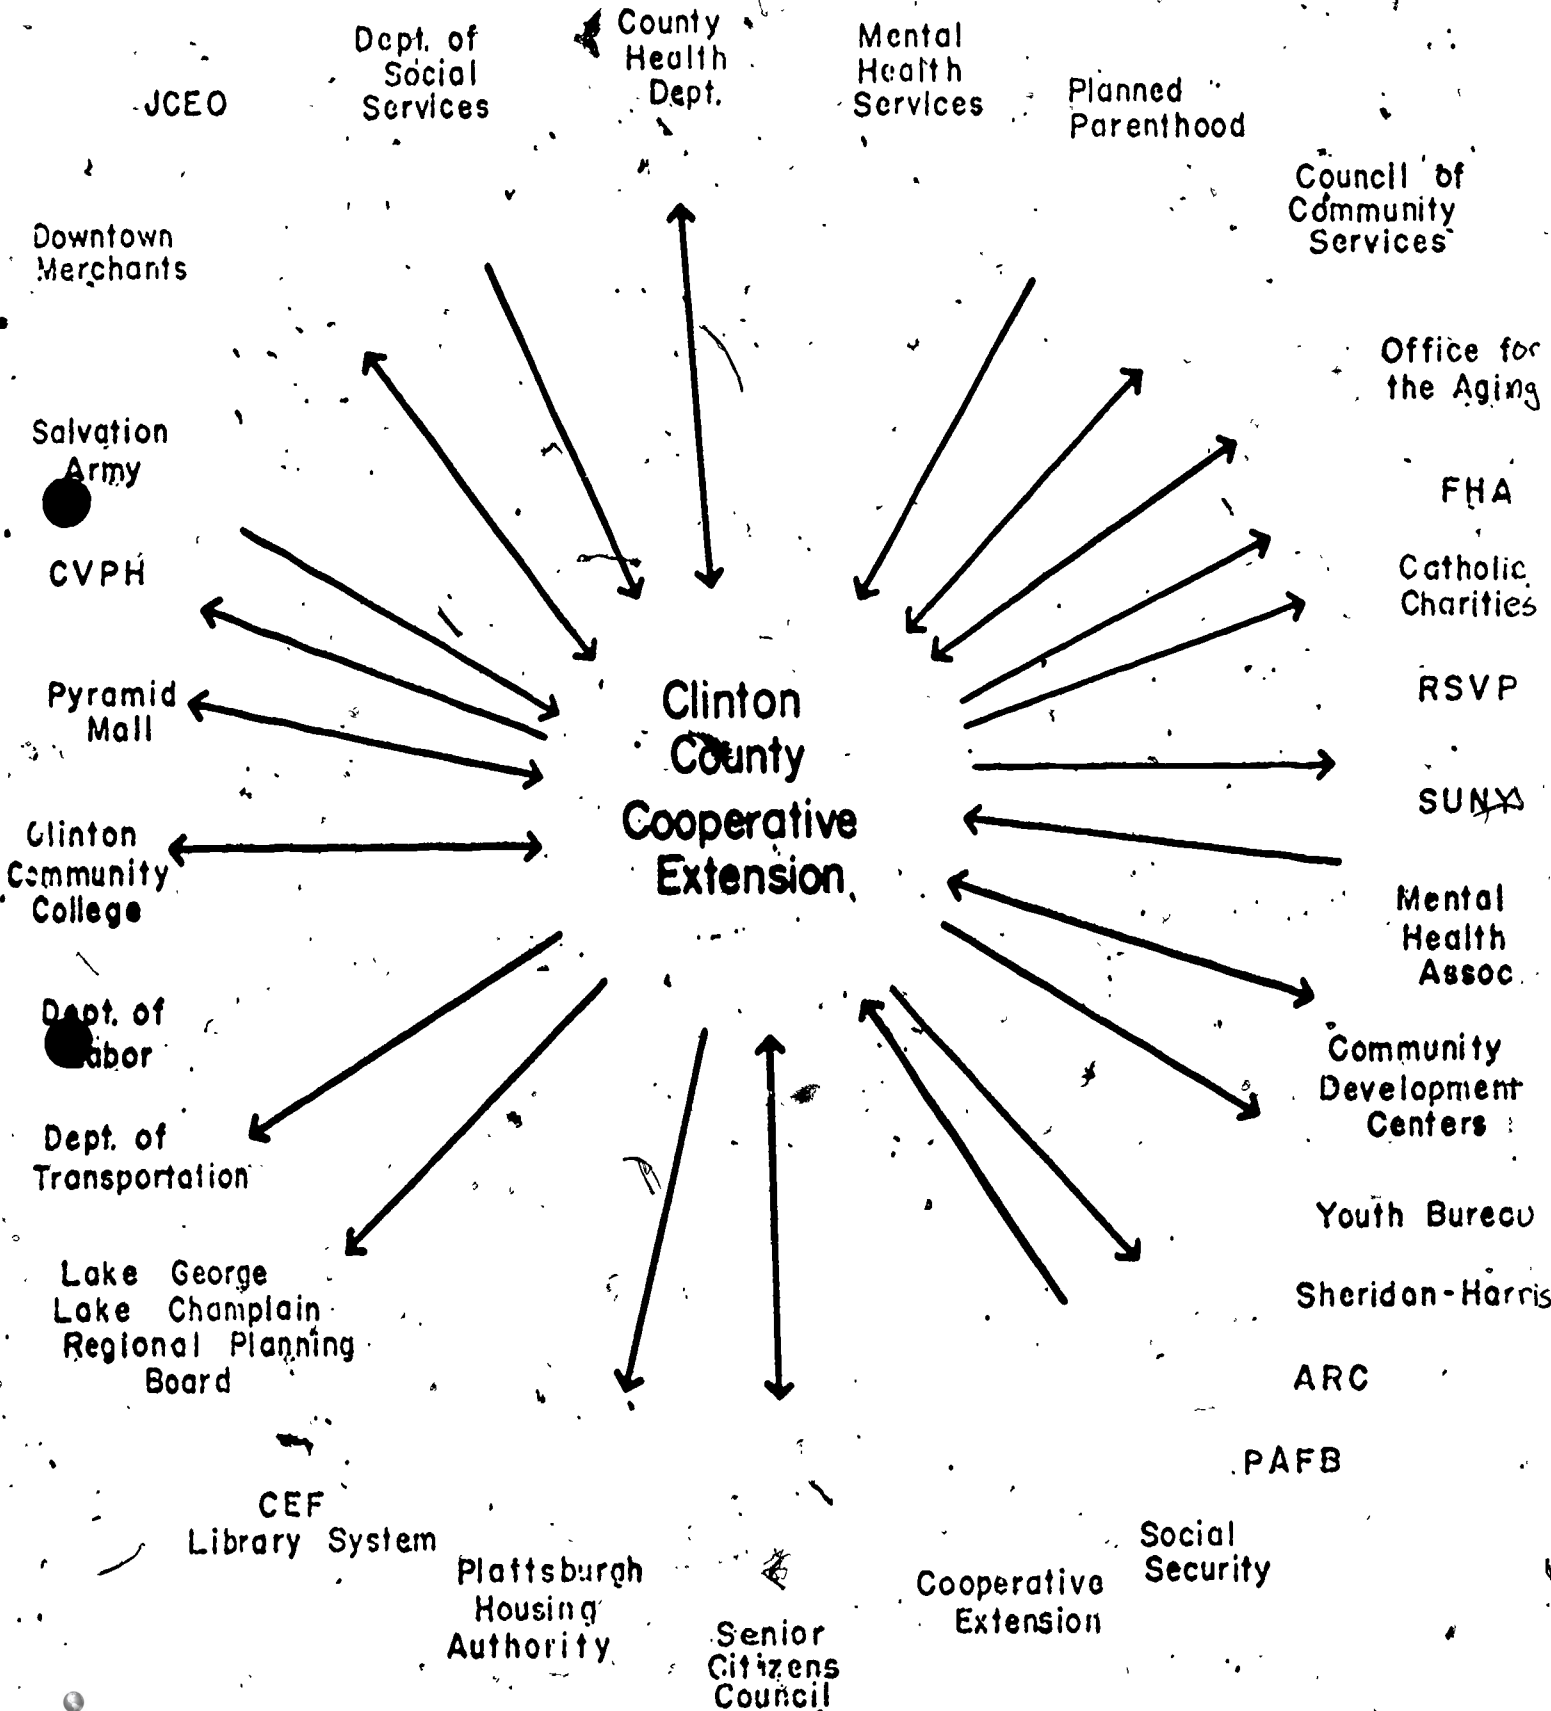 JCEO
Dept. of
Social
Services
County
Health
Dept.
Mental
Health
Services
Planned
Parenthood
Council of
Community
Services
Downtown
Merchants
Office for
the Aging
Salvation
Army
FHA
CVPH
Catholic
Charities
Pyramid
Mall
Clinton
County
Cooperative
Extension
RSVP
SUNY
Clinton
Community
College
Mental
Health
Assoc.
Dept. of
Community
Development
Centers
Dept. of
Transportation
Youth Bureau
Lake George
Lake Champlain
Regional Planning
Board
Sheridan-Harris
ARC
PAFB
CEF
Library System
Plattsburgh
Housing
Authority
Senior
Citizens
Council
Cooperative
Extension
Social
Security